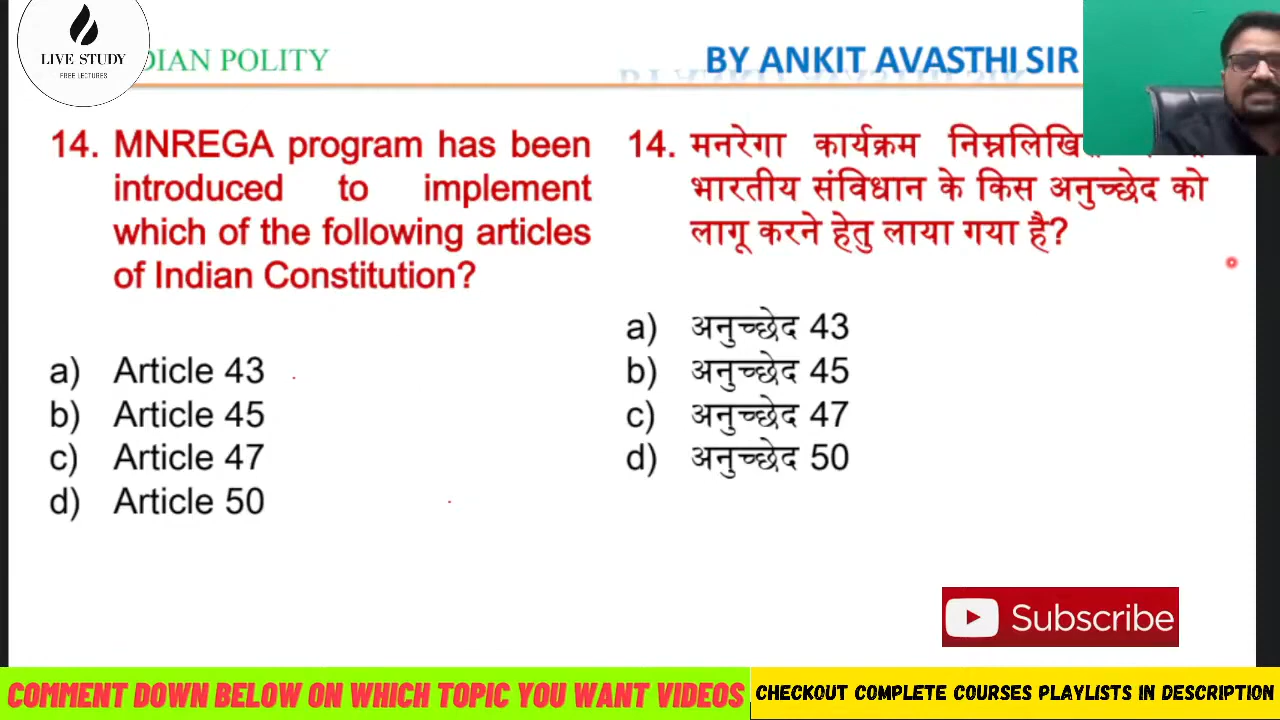 LIVE STUDY
FREE LECTURES
DIAN POLITY
BY ANKIT AVASTHI SIR
14. MNREGA program has been
introduced to implement
which of the following articles
of Indian Constitution?
a) Article 43
b) Article 45
c) Article 47
d) Article 50
14. मनरेगा कार्यक्रम
भारतीय संविधान के किस अनुच्छेद को
लागू करने हेतु लाया गया है?
a) अनुच्छेद 43
b) अनुच्छेद 45
c) अनुच्छेद 47
d) अनुच्छेद 50
Subscribe
COMMENT DOWN BELOW ON WHICH TOPIC YOU WANT VIDEOS
CHECKOUT COMPLETE COURSES PLAYLISTS IN DESCRIPTION